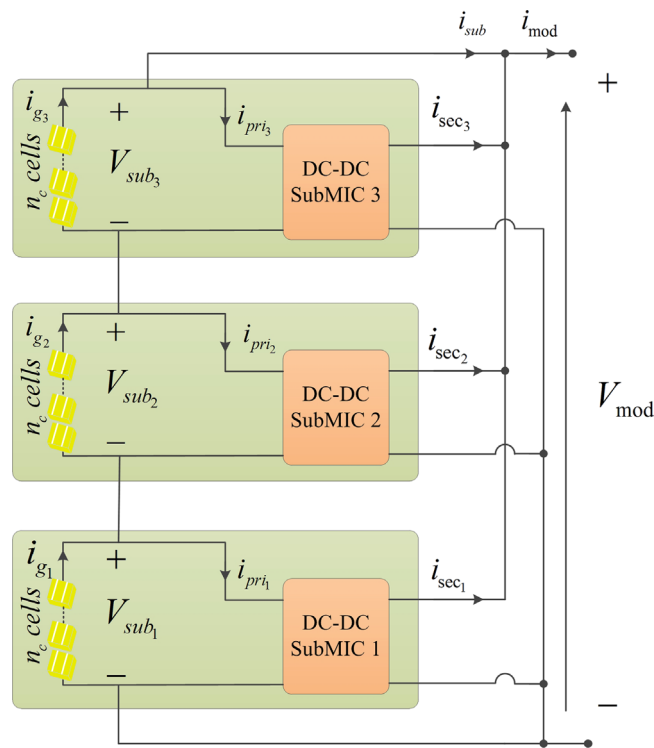 i_sub i_mod
+
i_g3
+
i_pri3
i_sec3
n_c cells
V_sub3
DC-DC
SubMIC 3
−
i_g2
+
i_pri2
i_sec2
n_c cells
V_sub2
DC-DC
SubMIC 2
−
V_mod
i_g1
+
i_pri1
i_sec1
n_c cells
V_sub1
DC-DC
SubMIC 1
−
−